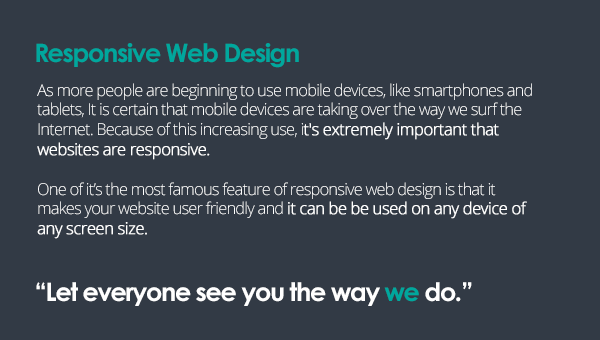 Responsive Web Design
As more people are beginning to use mobile devices, like smartphones and
tablets, It is certain that mobile devices are taking over the way we surf the
Internet. Because of this increasing use, it's extremely important that
websites are responsive.
One of it's the most famous feature of responsive web design is that it
makes your website user friendly and it can be be used on any device of
any screen size.
“Let everyone see you the way we do.”